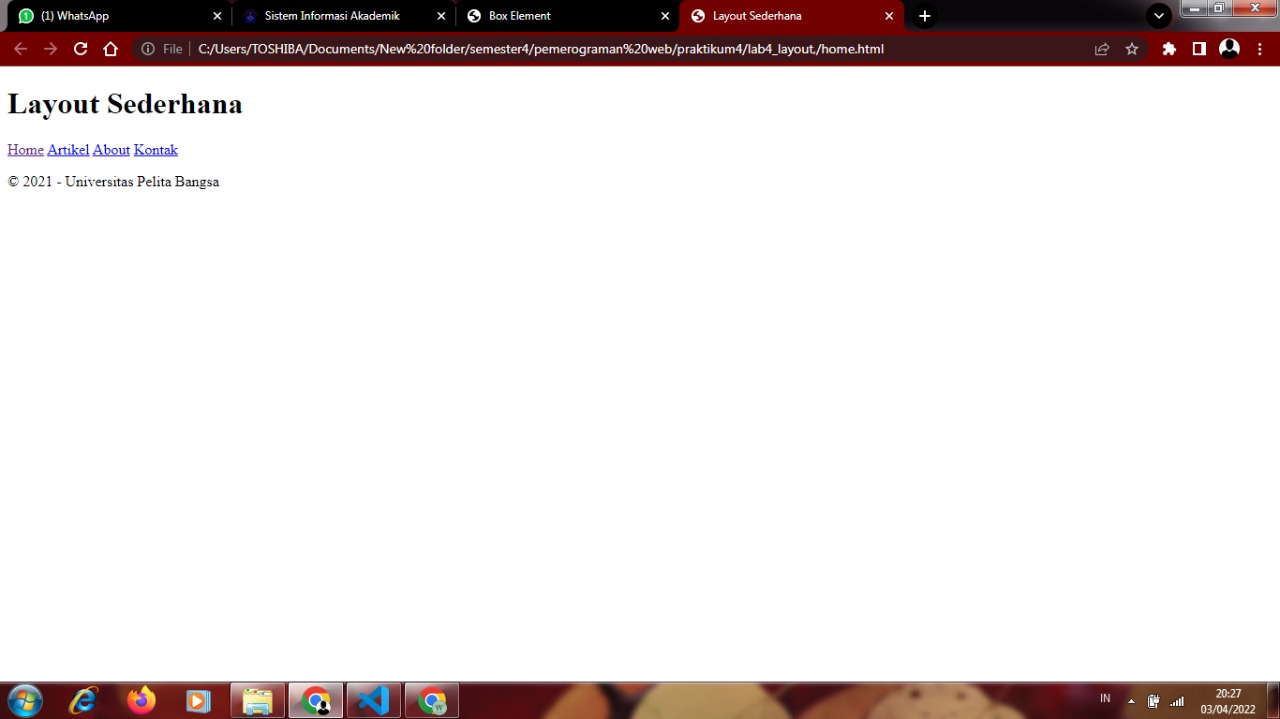 (1) WhatsApp
Sistem Informasi Akademik
Box Element
Layout Sederhana
File
C:/Users/TOSHIBA/Documents/New%20folder/semester4/pemerograman%20web/praktikum4/lab4_layout,/home.html
Layout Sederhana
Home Artikel About Kontak
© 2021 - Universitas Pelita Bangsa
IN
20:27
03/04/2022